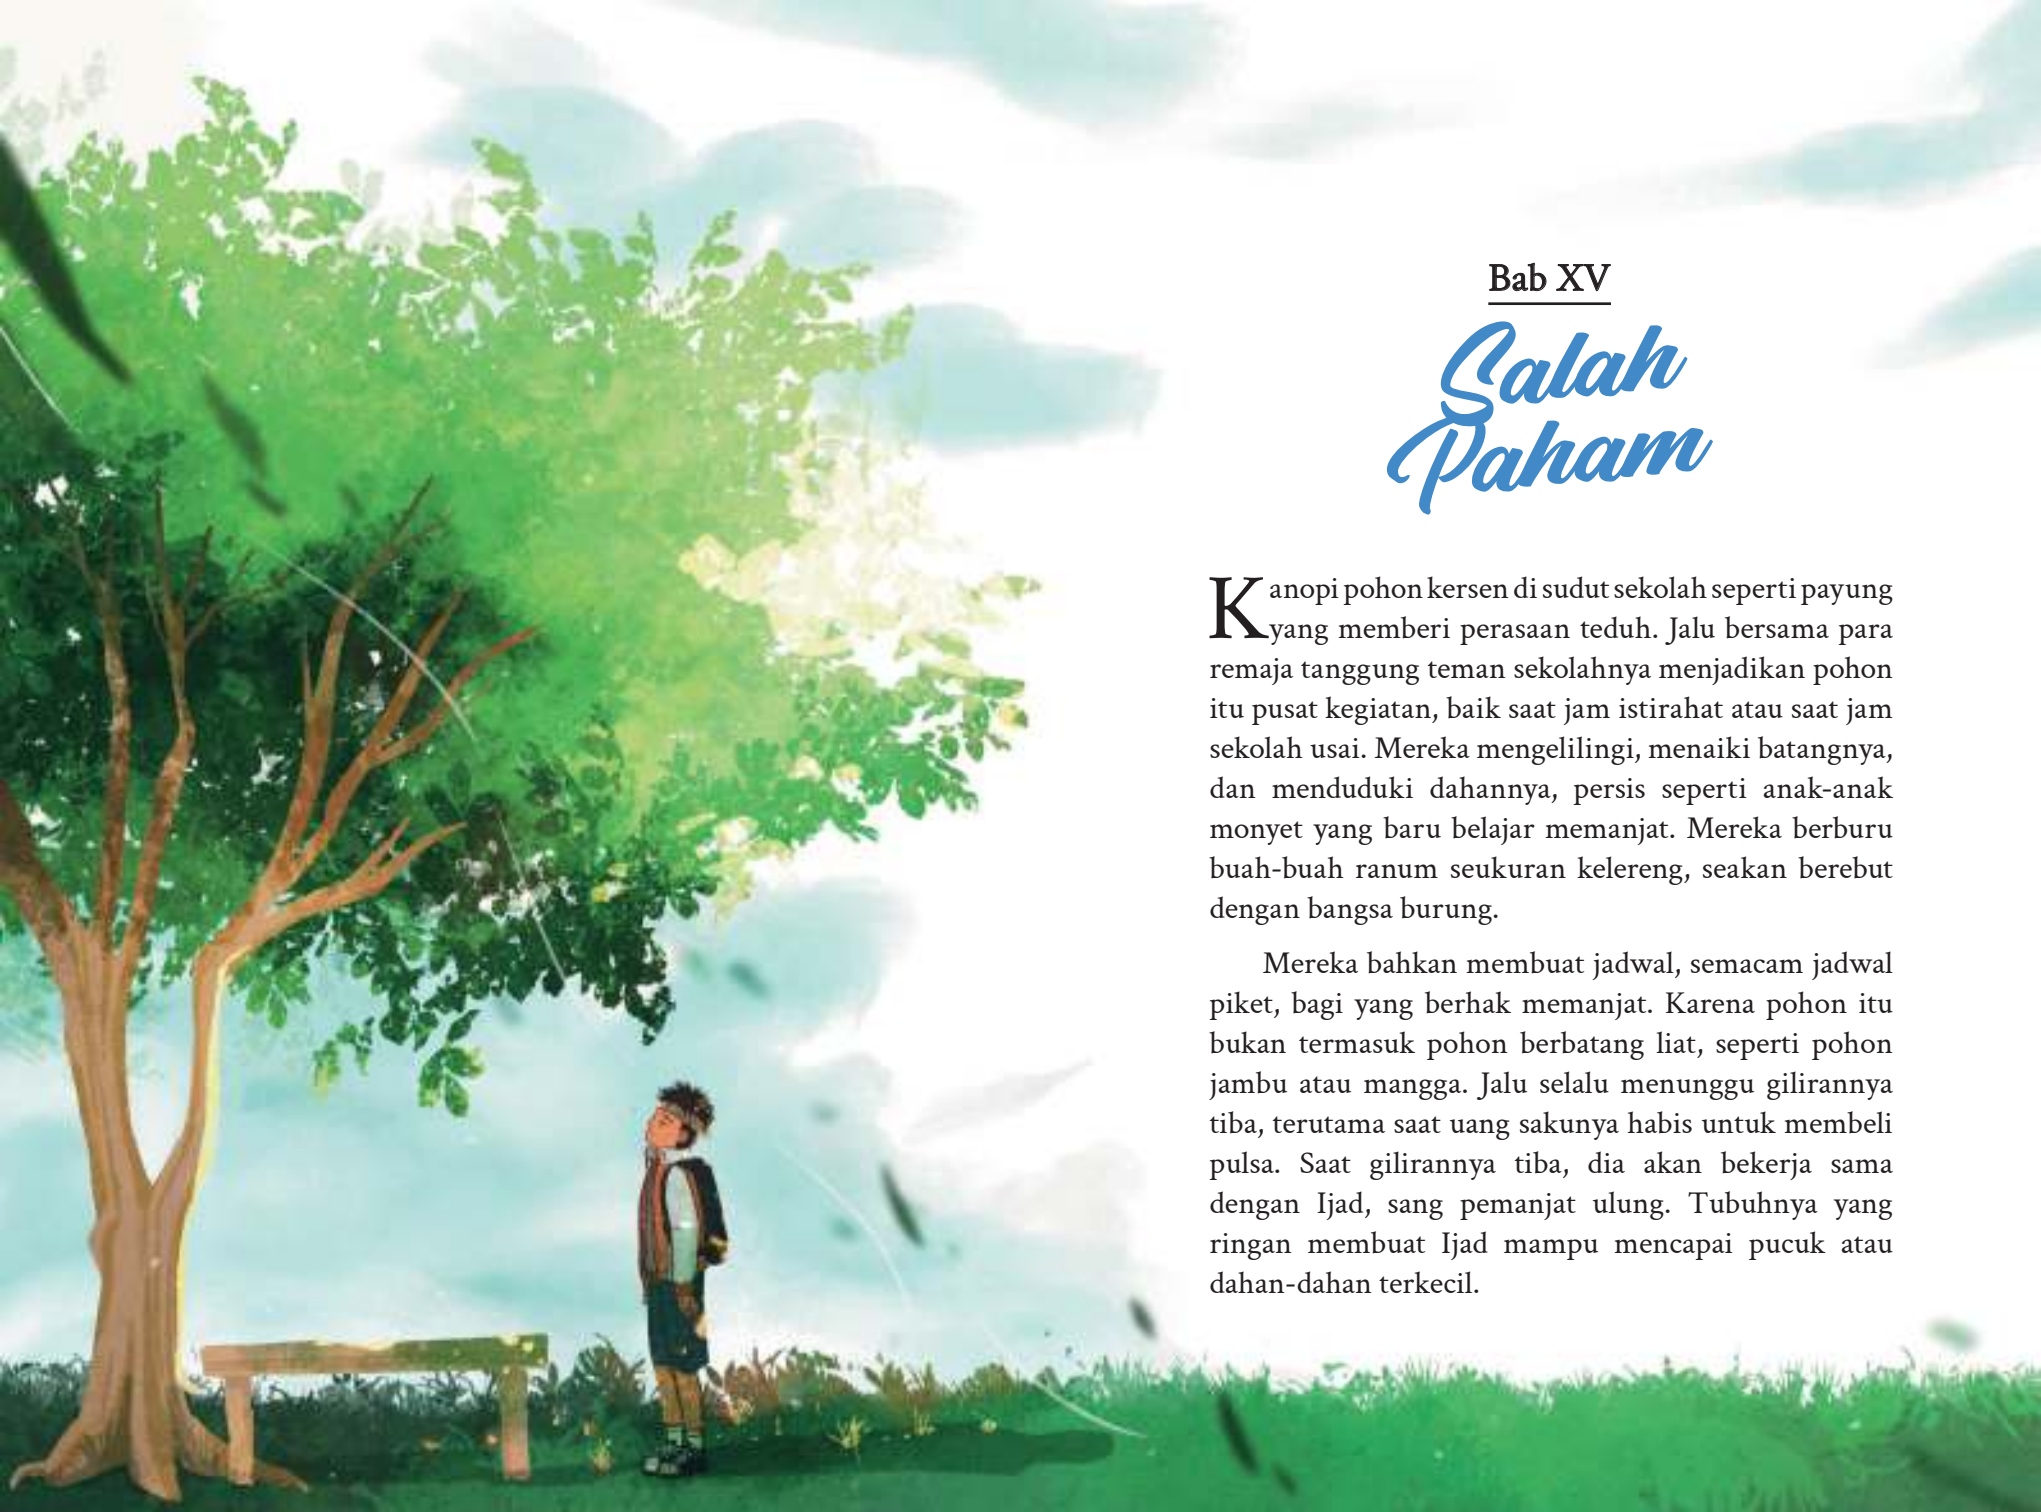 Bab XV
Salah
Paham
Kanopi pohon kersen di sudut sekolah seperti payung
yang memberi perasaan teduh. Jalu bersama para
remaja tanggung teman sekolahnya menjadikan pohon
itu pusat kegiatan, baik saat jam istirahat atau saat jam
sekolah usai. Mereka mengelilingi, menaiki batangnya,
dan menduduki dahannya, persis seperti anak-anak
monyet yang baru belajar memanjat. Mereka berburu
buah-buah ranum seukuran kelereng, seakan berebut
dengan bangsa burung.
Mereka bahkan membuat jadwal, semacam jadwal
piket, bagi yang berhak memanjat. Karena pohon itu
bukan termasuk pohon berbatang liat, seperti pohon
jambu atau mangga. Jalu selalu menunggu gilirannya
tiba, terutama saat uang sakunya habis untuk membeli
pulsa. Saat gilirannya tiba, dia akan bekerja sama
dengan Ijad, sang pemanjat ulung. Tubuhnya yang
ringan membuat Ijad mampu mencapai pucuk atau
dahan-dahan terkecil.